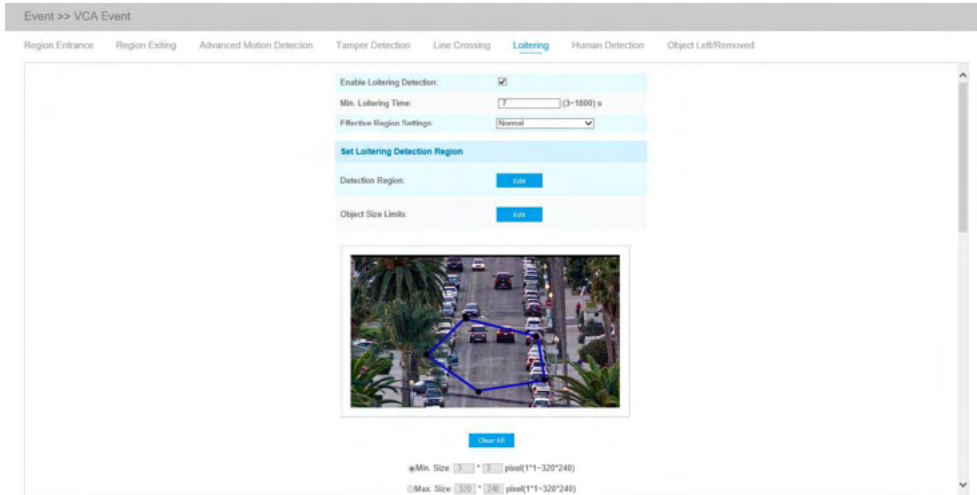 Event >> VCA Event
Region Entrance Region Exiting Advanced Motion Detection Tamper Detection Line Crossing Loitering Human Detection Object Left/Removed
Enable Loitering Detection:
Min. Loitering Time: 7 (3~1800) s
Effective Region Settings: Normal
Set Loitering Detection Region
Detection Region: Edit
Object Size Limits: Edit
Clear All
Min. Size: 3 * 3 pixel(1*1~320*240)
Max. Size: 320 * 240 pixel(1*1~320*240)